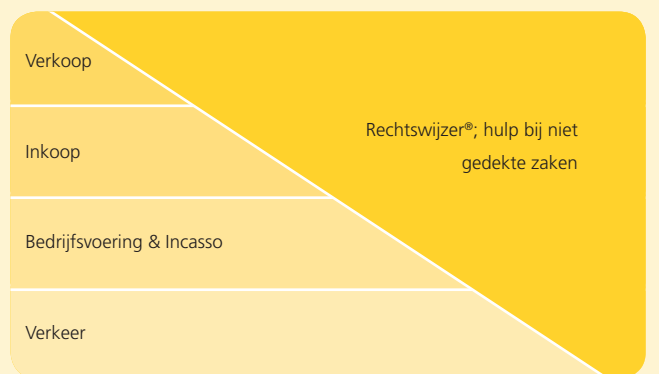 Verkoop
Rechtswijzer®; hulp bij niet
gedekte zaken
Inkoop
Bedrijfsvoering & Incasso
Verkeer